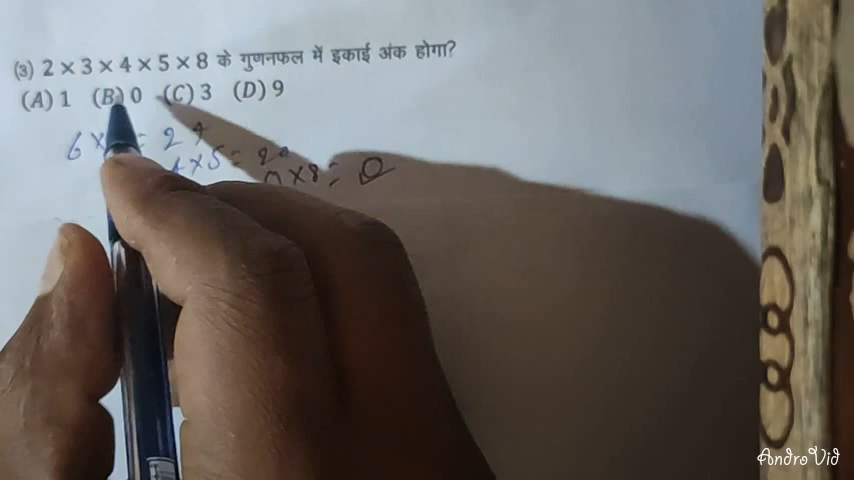 (3) 2 × 3 × 4 × 5 × 8 के गुणनफल में इकाई अंक होगा?
(A) 1 (B) 0 (C) 3 (D) 9
6 × = 24
4 × 5 = 20
0 × 8 = 0
AndroVid